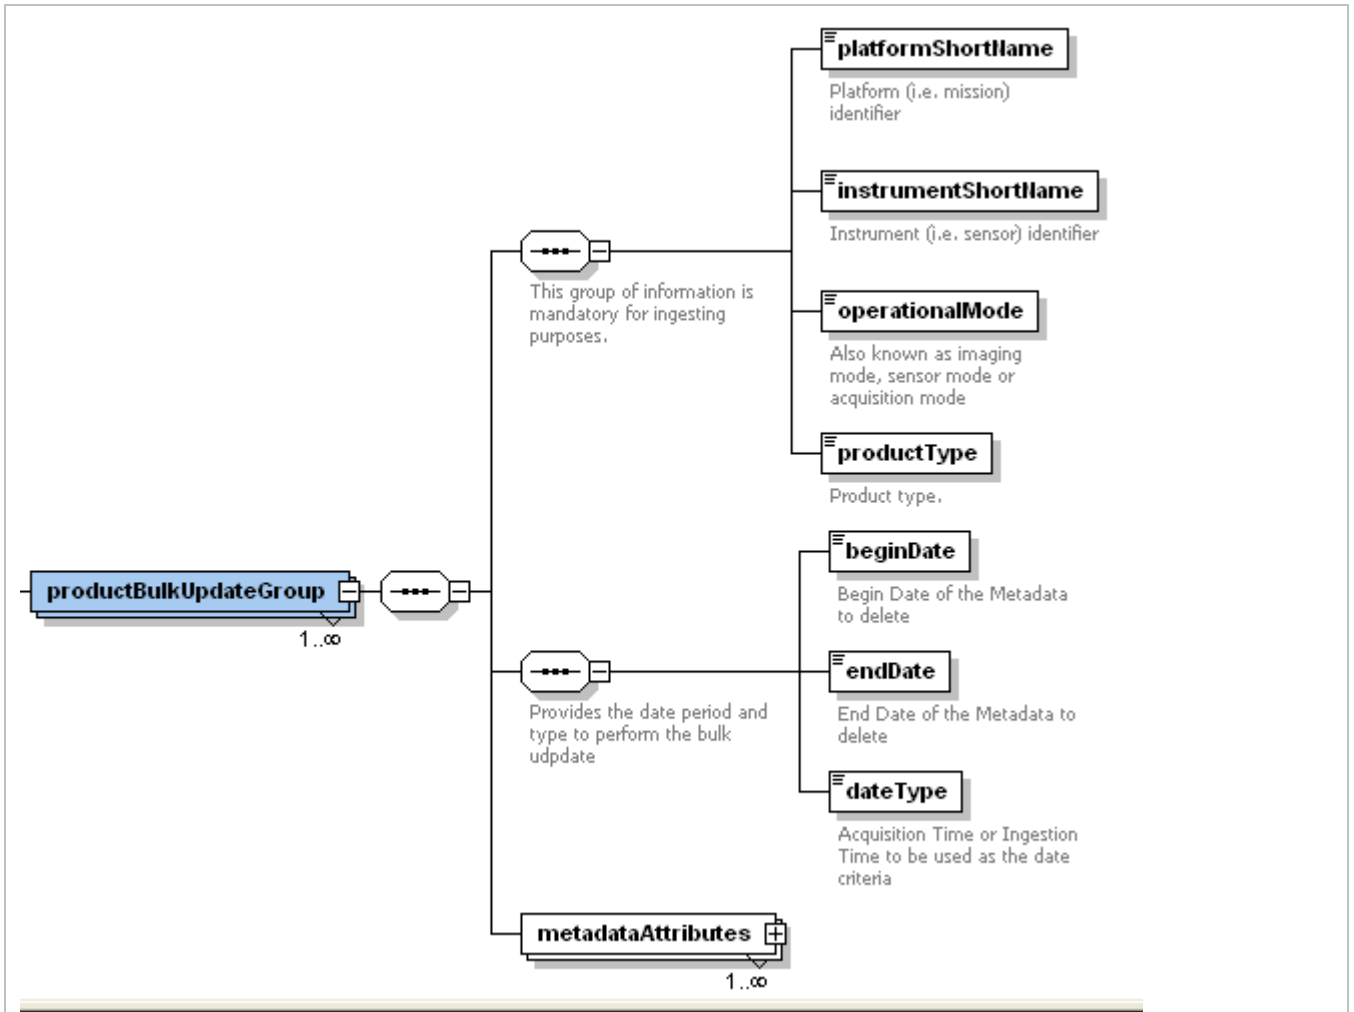 platformShortName
Platform (i.e. mission)
identifier
instrumentShortName
Instrument (i.e. sensor) identifier
This group of information is
mandatory for ingesting
purposes.
operationalMode
Also known as imaging
mode, sensor mode or
acquisition mode
productType
Product type.
productBulkUpdateGroup
1..∞
beginDate
Begin Date of the Metadata
to delete
endDate
End Date of the Metadata to
delete
Provides the date period and
type to perform the bulk
udpdate
dateType
Acquisition Time or Ingestion
Time to be used as the date
criteria
metadataAttributes
1..∞